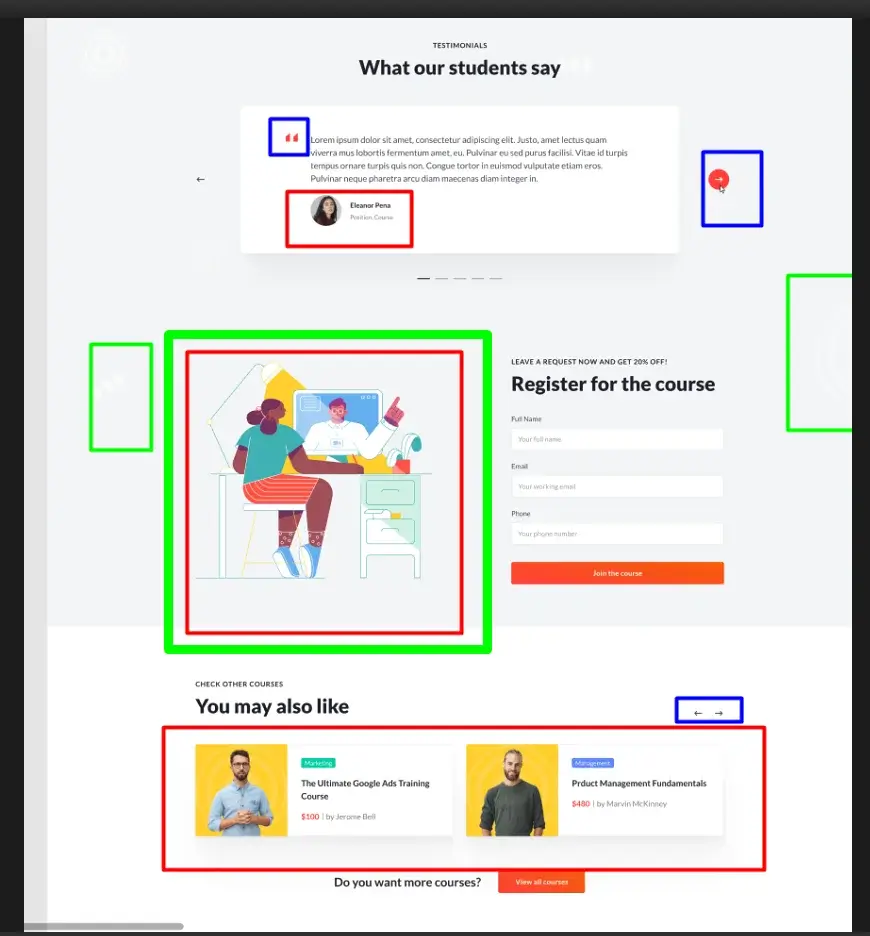 TESTIMONIALS
What our students say
Lorem ipsum dolor sit amet, consectetur adipiscing elit. Justo, amet lectus quam
viverra mus lobortis fermentum amet, eu. Pulvinar eu sed purus facilisi. Vitae id turpis
tempus ornare turpis quis non. Congue tortor in euismod vulputate etiam eros.
Pulvinar neque pharetra arcu diam maecenas diam integer in.
Eleanor Pena
Position, Course
LEAVE A REQUEST NOW AND GET 20% OFF!
Register for the course
Full Name
Your full name
Email
Your working email
Phone
Your phone number
Join the course
CHECK OTHER COURSES
You may also like
Marketing
The Ultimate Google Ads Training
Course
$100 | by Jerome Bell
Management
Prduct Management Fundamentals
$480 | by Marvin McKinney
Do you want more courses?
View all courses